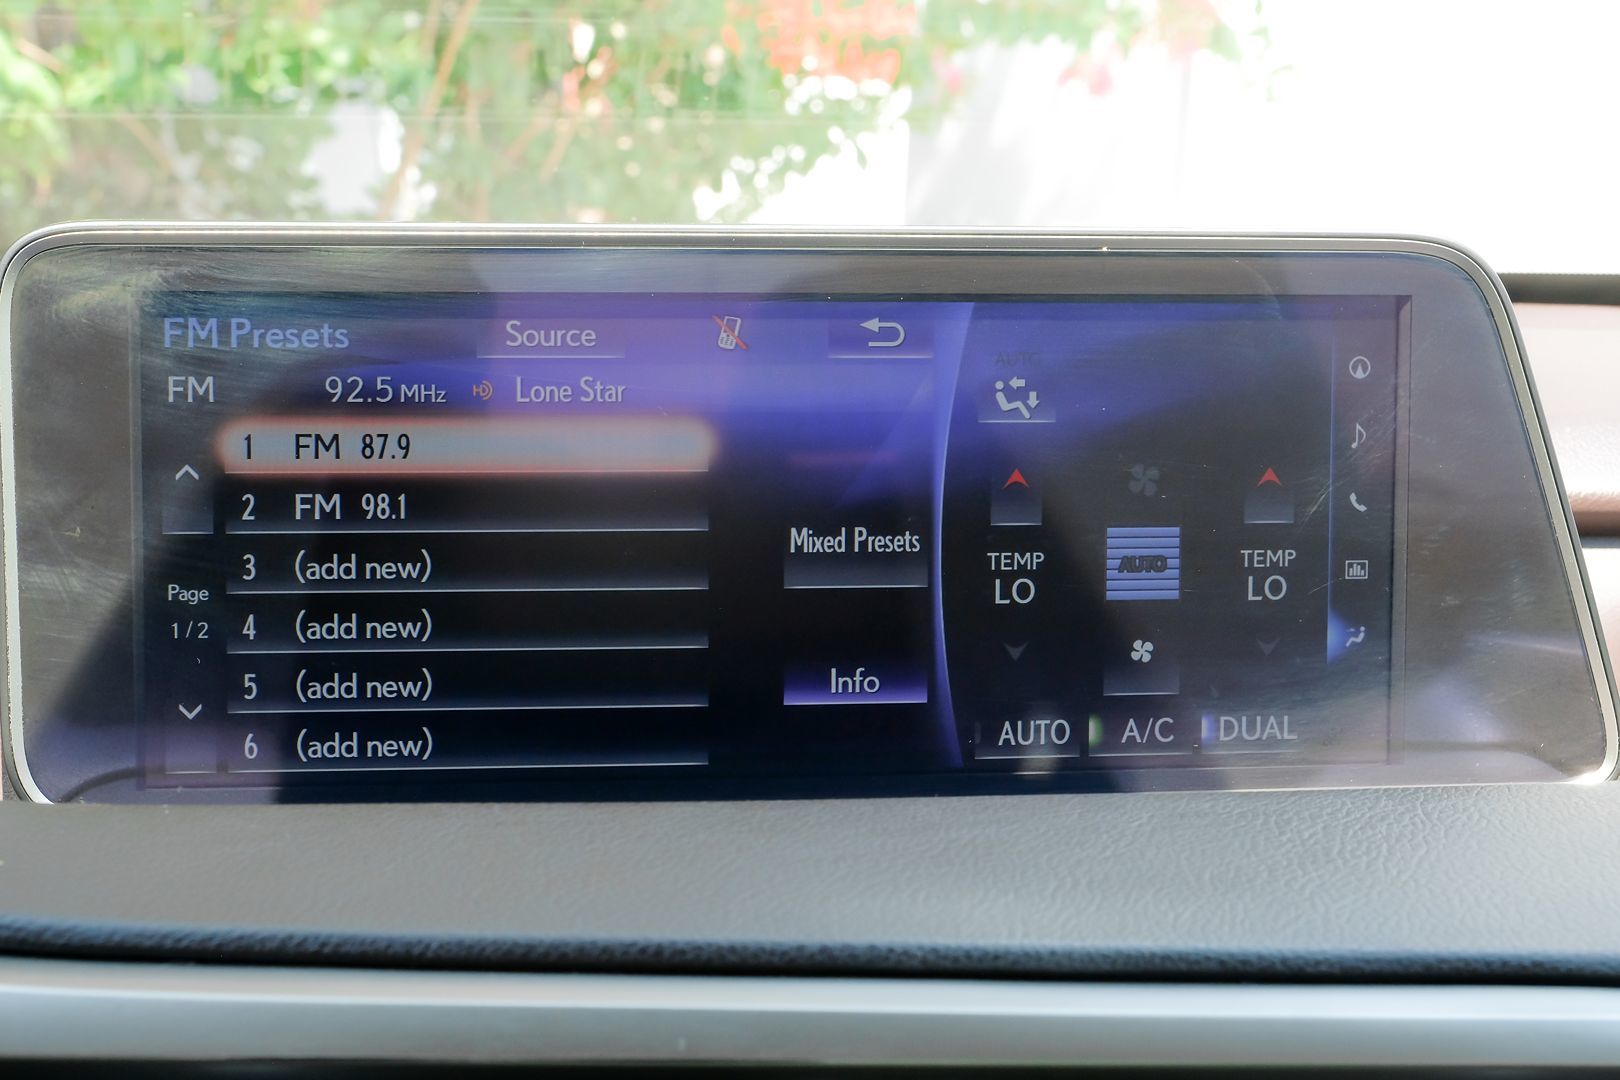 FM Presets Source
FM 92.5 MHz HD Lone Star
1 FM 87.9
2 FM 98.1
3 (add new)
4 (add new)
5 (add new)
6 (add new)
Page
1 / 2
Mixed Presets
Info
AUTO
TEMP
LO
AUTO
TEMP
LO
AUTO A/C DUAL